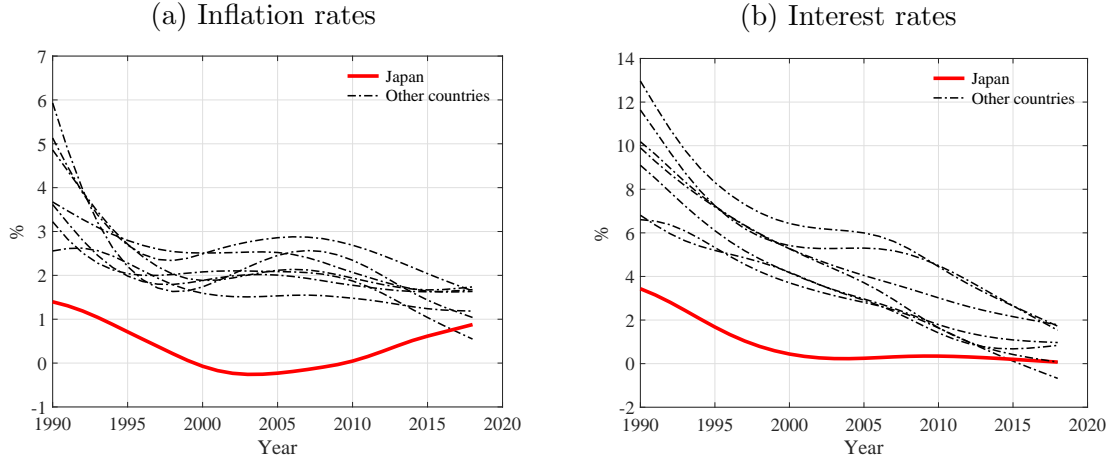 (a) Inflation rates
7
6
5
4
3
2
1
0
-1
%
1990 1995 2000 2005 2010 2015 2020
Year
Japan
Other countries
(b) Interest rates
14
12
10
8
6
4
2
0
-2
%
1990 1995 2000 2005 2010 2015 2020
Year
Japan
Other countries